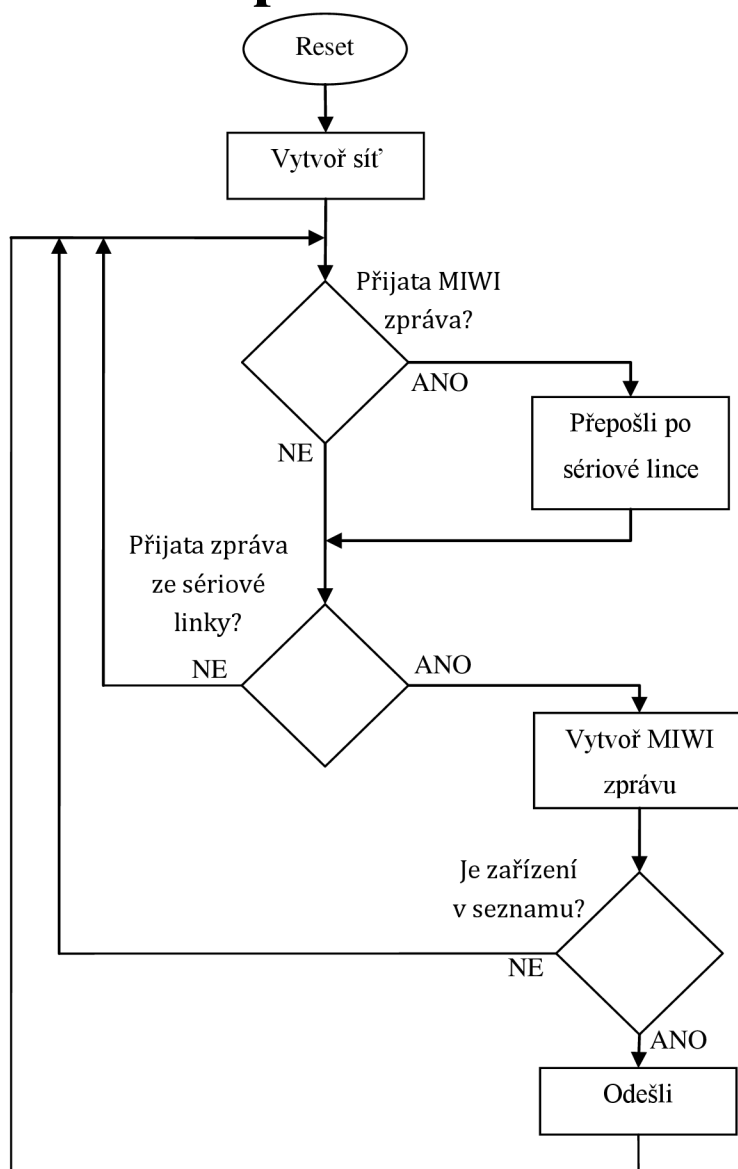 Reset
Vytvoř síť
Přijata MIWI
zpráva?
ANO
NE
Přepošli po
sériové lince
Přijata zpráva
ze sériové
linky?
NE
ANO
Vytvoř MIWI
zprávu
Je zařízení
v seznamu?
NE
ANO
Odešli